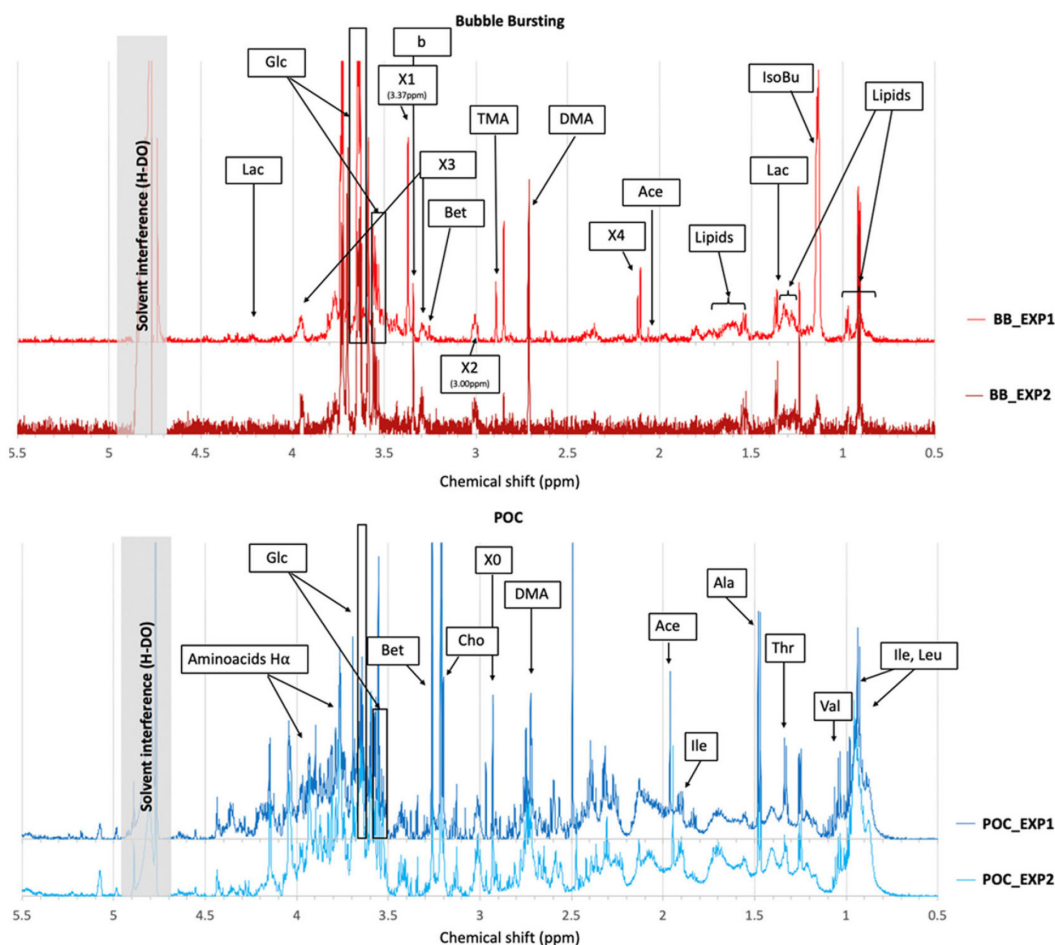 Bubble Bursting
b
Glc
X1
(3.37ppm)
IsoBu
TMA
DMA
Lipids
Lac
X3
Lac
Ace
Bet
X4
Lipids
Solvent interference (H-DO)
X2
(3.00ppm)
BB_EXP1
BB_EXP2
5.5 5 4.5 4 3.5 3 2.5 2 1.5 1 0.5
Chemical shift (ppm)
POC
Glc
X0
Ala
DMA
Ace
Aminoacids Hα
Bet
Cho
Thr
Ile, Leu
Val
Ile
Solvent interference (H-DO)
POC_EXP1
POC_EXP2
5.5 5 4.5 4 3.5 3 2.5 2 1.5 1 0.5
Chemical shift (ppm)